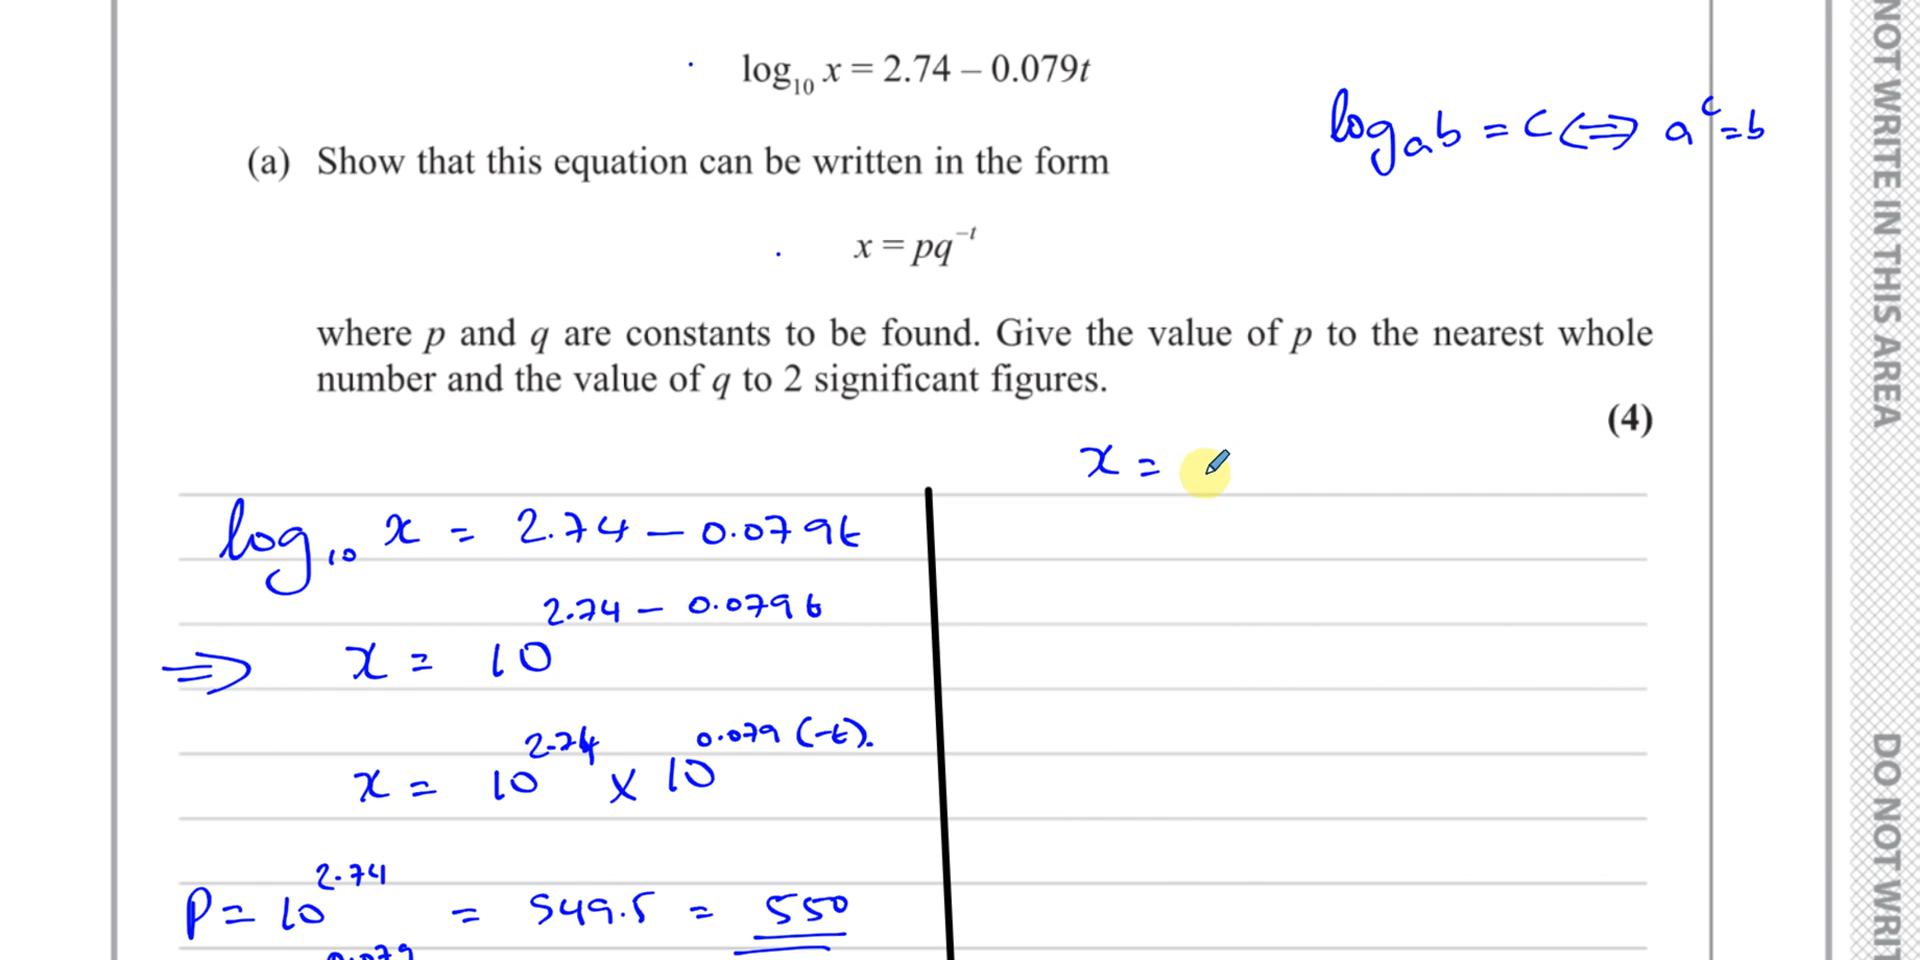 log₁₀ x = 2.74 – 0.079t
log_a b = c ⟺ a^c = b
(a) Show that this equation can be written in the form
x = pq^–t
where p and q are constants to be found. Give the value of p to the nearest whole
number and the value of q to 2 significant figures.
(4)
log₁₀ x = 2.74 – 0.079t
⇒ x = 10^2.74 – 0.079t
x = 10^2.74 × 10^0.079 (–t).
P = 10^2.74 = 549.5 = 550
0.079
x =
NOT WRITE IN THIS AREA
DO NOT WRIT